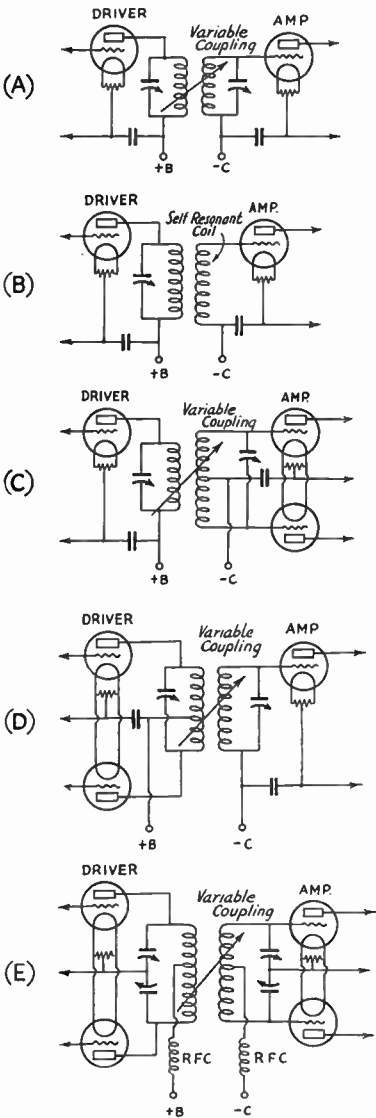 DRIVER
Variable
Coupling
AMP.
(A)
+B
-C
DRIVER
Self Resonant
Coil
AMP.
(B)
+B
-C
DRIVER
Variable
Coupling
AMP.
(C)
+B
-C
DRIVER
Variable
Coupling
AMP
(D)
+B
-C
DRIVER
Variable
Coupling
AMP.
(E)
RFC
RFC
+B
-C